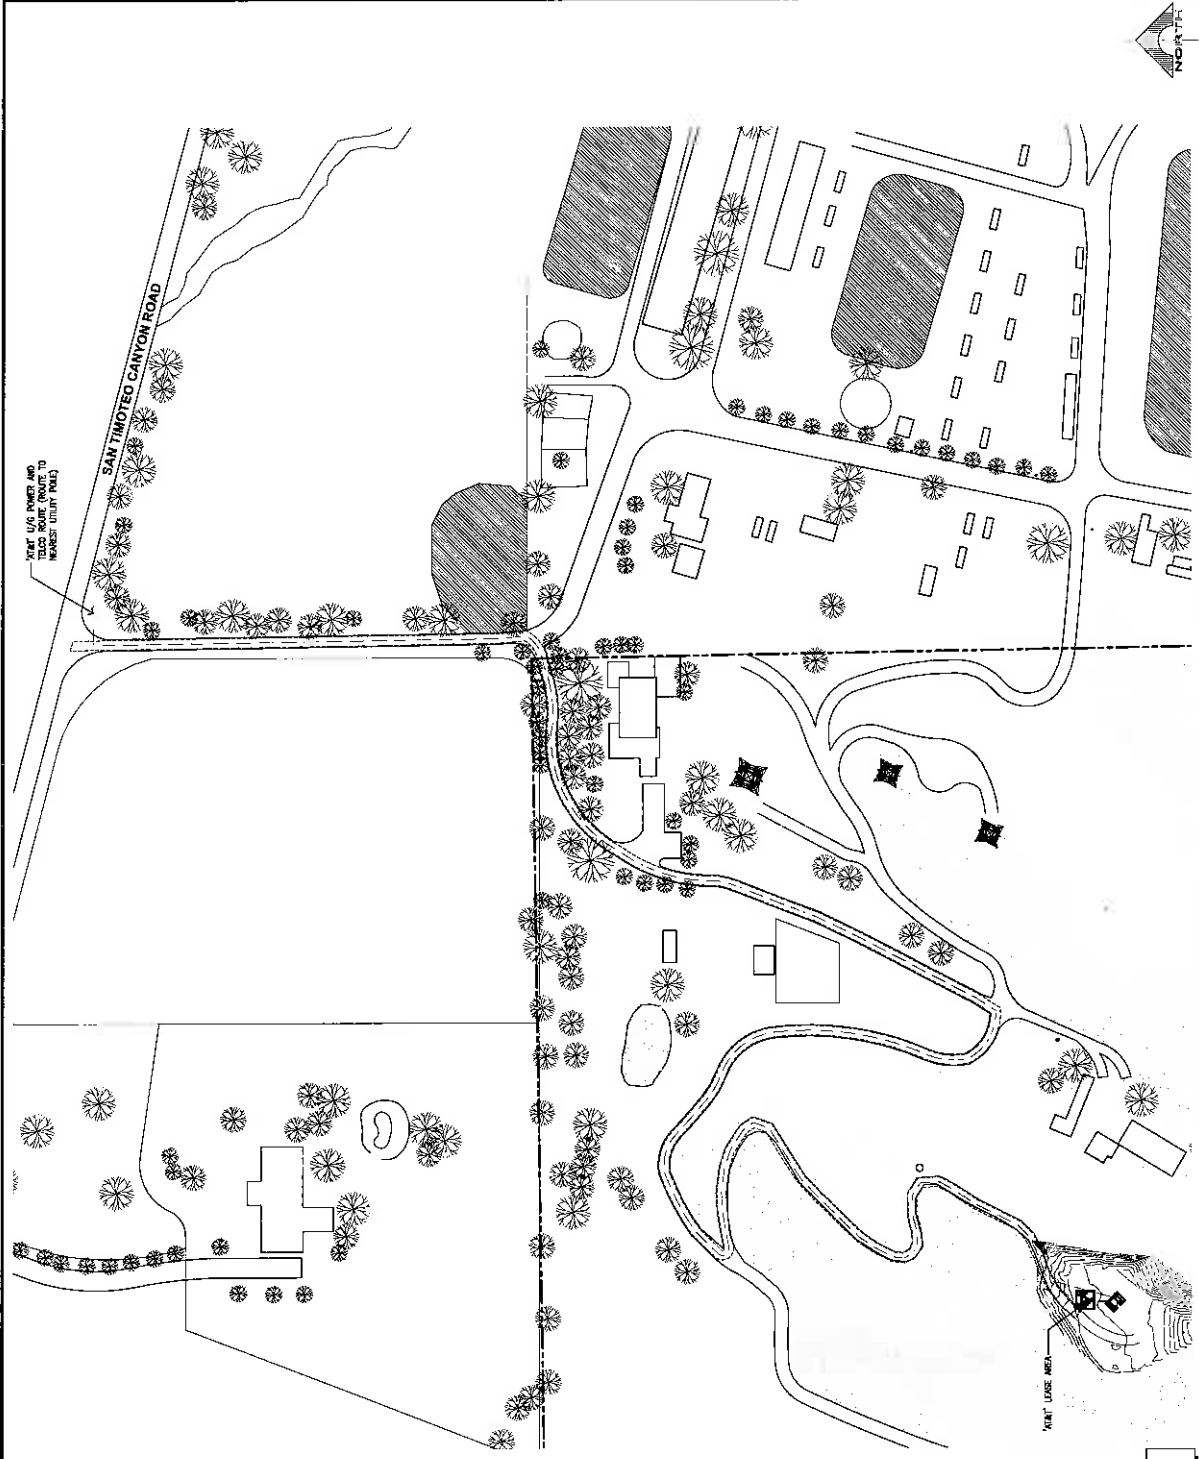 NORTH
SAN TIMOTEO CANYON ROAD
'AT&T' U/G POWER AND
TELCO ROUTE (ROUTE TO
NEAREST UTILITY POLE)
'AT&T' LEASE AREA